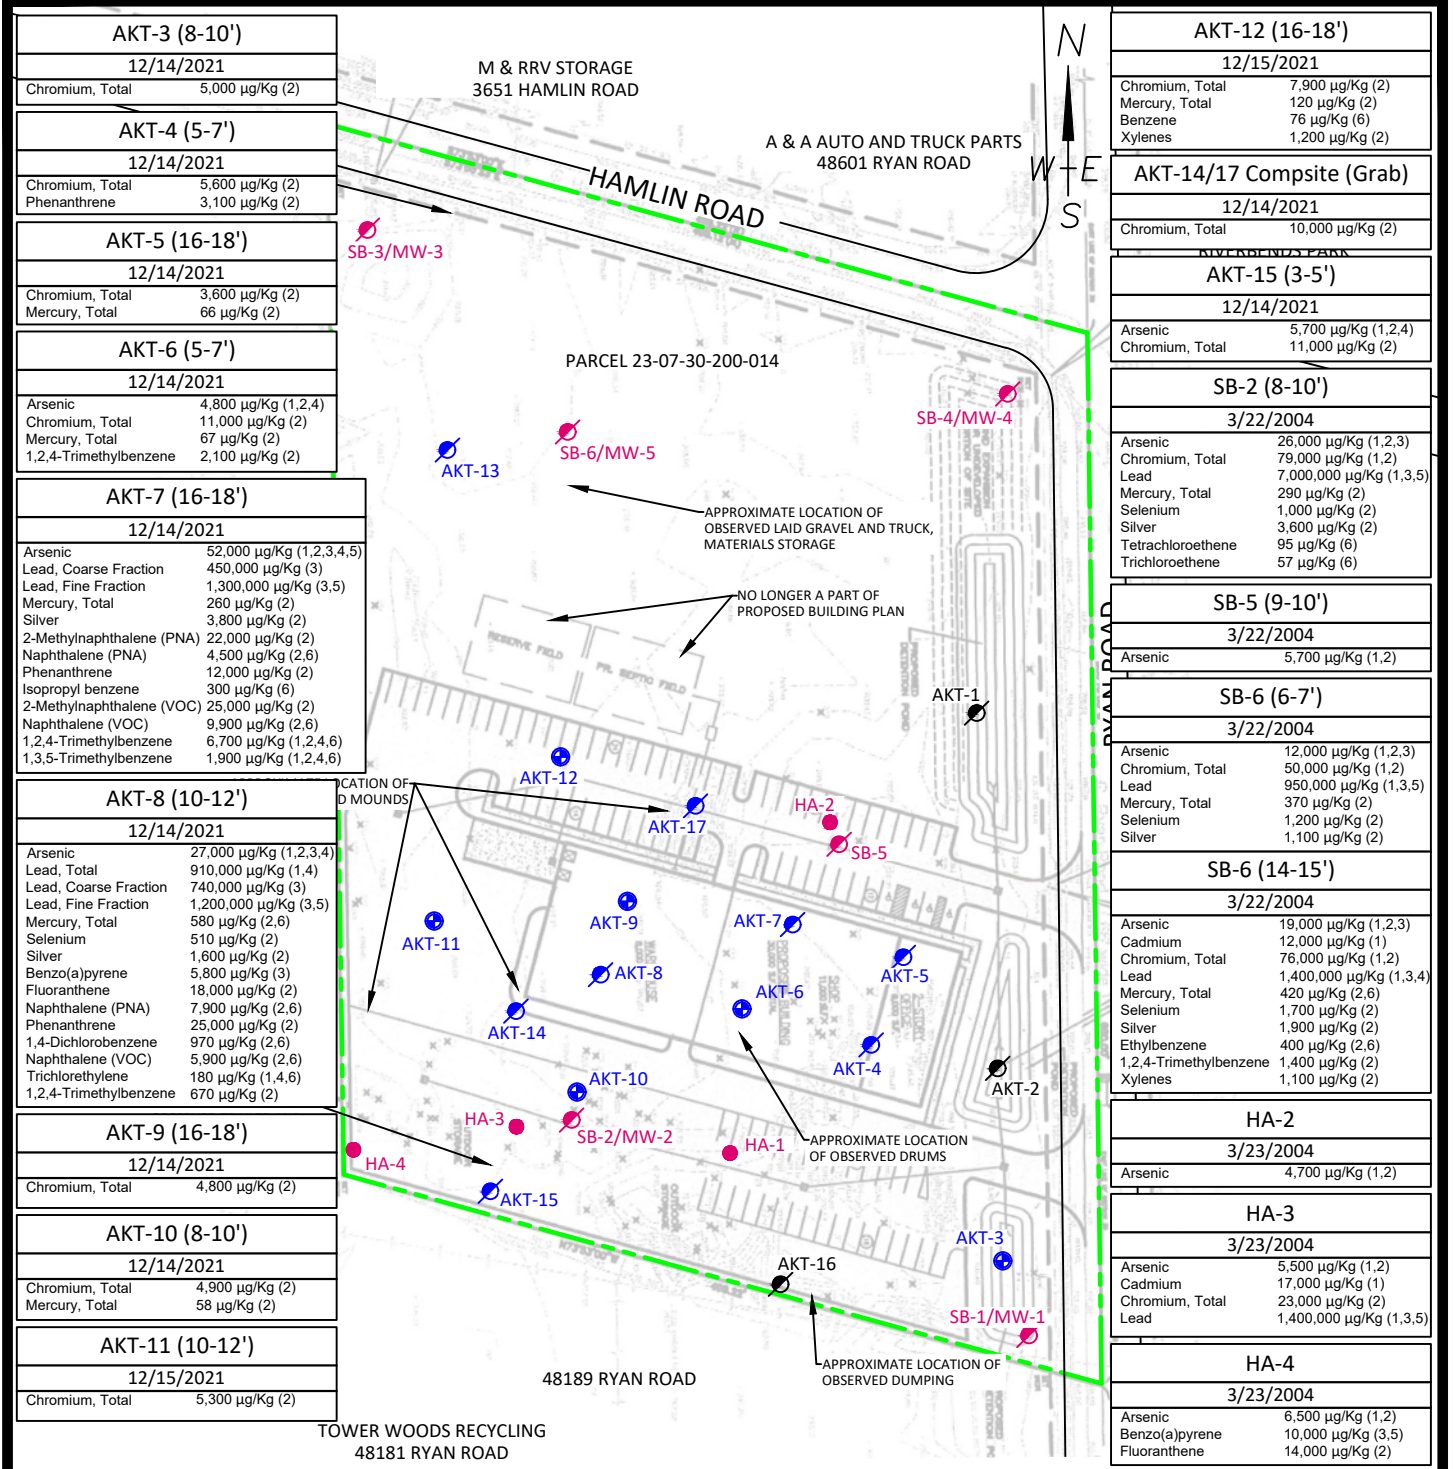 AKT-3 (8-10')
12/14/2021
Chromium, Total 5,000 µg/Kg (2)
AKT-4 (5-7')
12/14/2021
Chromium, Total 5,600 µg/Kg (2)
Phenanthrene 3,100 µg/Kg (2)
AKT-5 (16-18')
12/14/2021
Chromium, Total 3,600 µg/Kg (2)
Mercury, Total 66 µg/Kg (2)
AKT-6 (5-7')
12/14/2021
Arsenic 4,800 µg/Kg (1,2,4)
Chromium, Total 11,000 µg/Kg (2)
Mercury, Total 67 µg/Kg (2)
1,2,4-Trimethylbenzene 2,100 µg/Kg (2)
AKT-7 (16-18')
12/14/2021
Arsenic 52,000 µg/Kg (1,2,3,4,5)
Lead, Coarse Fraction 450,000 µg/Kg (3)
Lead, Fine Fraction 1,300,000 µg/Kg (3,5)
Mercury, Total 260 µg/Kg (2)
Silver 3,800 µg/Kg (2)
2-Methylnaphthalene (PNA) 22,000 µg/Kg (2)
Naphthalene (PNA) 4,500 µg/Kg (2,6)
Phenanthrene 12,000 µg/Kg (2)
Isopropyl benzene 300 µg/Kg (6)
2-Methylnaphthalene (VOC) 25,000 µg/Kg (2)
Naphthalene (VOC) 9,900 µg/Kg (2,6)
1,2,4-Trimethylbenzene 6,700 µg/Kg (1,2,4,6)
1,3,5-Trimethylbenzene 1,900 µg/Kg (1,2,4,6)
AKT-8 (10-12')
12/14/2021
Arsenic 27,000 µg/Kg (1,2,3,4)
Lead, Total 910,000 µg/Kg (1,4)
Lead, Coarse Fraction 740,000 µg/Kg (3)
Lead, Fine Fraction 1,200,000 µg/Kg (3,5)
Mercury, Total 580 µg/Kg (2,6)
Selenium 510 µg/Kg (2)
Silver 1,600 µg/Kg (2)
Benzo(a)pyrene 5,800 µg/Kg (3)
Fluoranthene 18,000 µg/Kg (2)
Naphthalene (PNA) 7,900 µg/Kg (2,6)
Phenanthrene 25,000 µg/Kg (2)
1,4-Dichlorobenzene 970 µg/Kg (2,6)
Naphthalene (VOC) 5,900 µg/Kg (2,6)
Trichlorethylene 180 µg/Kg (1,4,6)
1,2,4-Trimethylbenzene 670 µg/Kg (2)
AKT-9 (16-18')
12/14/2021
Chromium, Total 4,800 µg/Kg (2)
AKT-10 (8-10')
12/14/2021
Chromium, Total 4,900 µg/Kg (2)
Mercury, Total 58 µg/Kg (2)
AKT-11 (10-12')
12/15/2021
Chromium, Total 5,300 µg/Kg (2)
M & RRV STORAGE
3651 HAMLIN ROAD
A & A AUTO AND TRUCK PARTS
48601 RYAN ROAD
N
W E
S
HAMLIN ROAD
SB-3/MW-3
PARCEL 23-07-30-200-014
SB-4/MW-4
SB-6/MW-5
AKT-13
APPROXIMATE LOCATION OF
OBSERVED LAID GRAVEL AND TRUCK,
MATERIALS STORAGE
NO LONGER A PART OF
PROPOSED BUILDING PLAN
RESERVE FIELD
PR. SEPTIC FIELD
PROPOSED
DETENTION POND
RYAN ROAD
AKT-1
AKT-12
LOCATION OF
MOUNDS
AKT-17
HA-2
SB-5
AKT-9
AKT-7
AKT-11
AKT-8
AKT-5
AKT-6
AKT-14
AKT-4
AKT-10
AKT-2
HA-3
SB-2/MW-2
HA-1
HA-4
APPROXIMATE LOCATION
OF OBSERVED DRUMS
AKT-15
OUTDOOR
STORAGE
AKT-3
AKT-16
SB-1/MW-1
APPROXIMATE LOCATION OF
OBSERVED DUMPING
48189 RYAN ROAD
TOWER WOODS RECYCLING
48181 RYAN ROAD
AKT-12 (16-18')
12/15/2021
Chromium, Total 7,900 µg/Kg (2)
Mercury, Total 120 µg/Kg (2)
Benzene 76 µg/Kg (6)
Xylenes 1,200 µg/Kg (2)
AKT-14/17 Compsite (Grab)
12/14/2021
Chromium, Total 10,000 µg/Kg (2)
RIVERBENDS PARK
AKT-15 (3-5')
12/14/2021
Arsenic 5,700 µg/Kg (1,2,4)
Chromium, Total 11,000 µg/Kg (2)
SB-2 (8-10')
3/22/2004
Arsenic 26,000 µg/Kg (1,2,3)
Chromium, Total 79,000 µg/Kg (1,2)
Lead 7,000,000 µg/Kg (1,3,5)
Mercury, Total 290 µg/Kg (2)
Selenium 1,000 µg/Kg (2)
Silver 3,600 µg/Kg (2)
Tetrachloroethene 95 µg/Kg (6)
Trichloroethene 57 µg/Kg (6)
SB-5 (9-10')
3/22/2004
Arsenic 5,700 µg/Kg (1,2)
SB-6 (6-7')
3/22/2004
Arsenic 12,000 µg/Kg (1,2,3)
Chromium, Total 50,000 µg/Kg (1,2)
Lead 950,000 µg/Kg (1,3,5)
Mercury, Total 370 µg/Kg (2)
Selenium 1,200 µg/Kg (2)
Silver 1,100 µg/Kg (2)
SB-6 (14-15')
3/22/2004
Arsenic 19,000 µg/Kg (1,2,3)
Cadmium 12,000 µg/Kg (1)
Chromium, Total 76,000 µg/Kg (1,2)
Lead 1,400,000 µg/Kg (1,3,4)
Mercury, Total 420 µg/Kg (2,6)
Selenium 1,700 µg/Kg (2)
Silver 1,900 µg/Kg (2)
Ethylbenzene 400 µg/Kg (2,6)
1,2,4-Trimethylbenzene 1,400 µg/Kg (2)
Xylenes 1,100 µg/Kg (2)
HA-2
3/23/2004
Arsenic 4,700 µg/Kg (1,2)
HA-3
3/23/2004
Arsenic 5,500 µg/Kg (1,2)
Cadmium 17,000 µg/Kg (1)
Chromium, Total 23,000 µg/Kg (2)
Lead 1,400,000 µg/Kg (1,3,5)
HA-4
3/23/2004
Arsenic 6,500 µg/Kg (1,2)
Benzo(a)pyrene 10,000 µg/Kg (3,5)
Fluoranthene 14,000 µg/Kg (2)